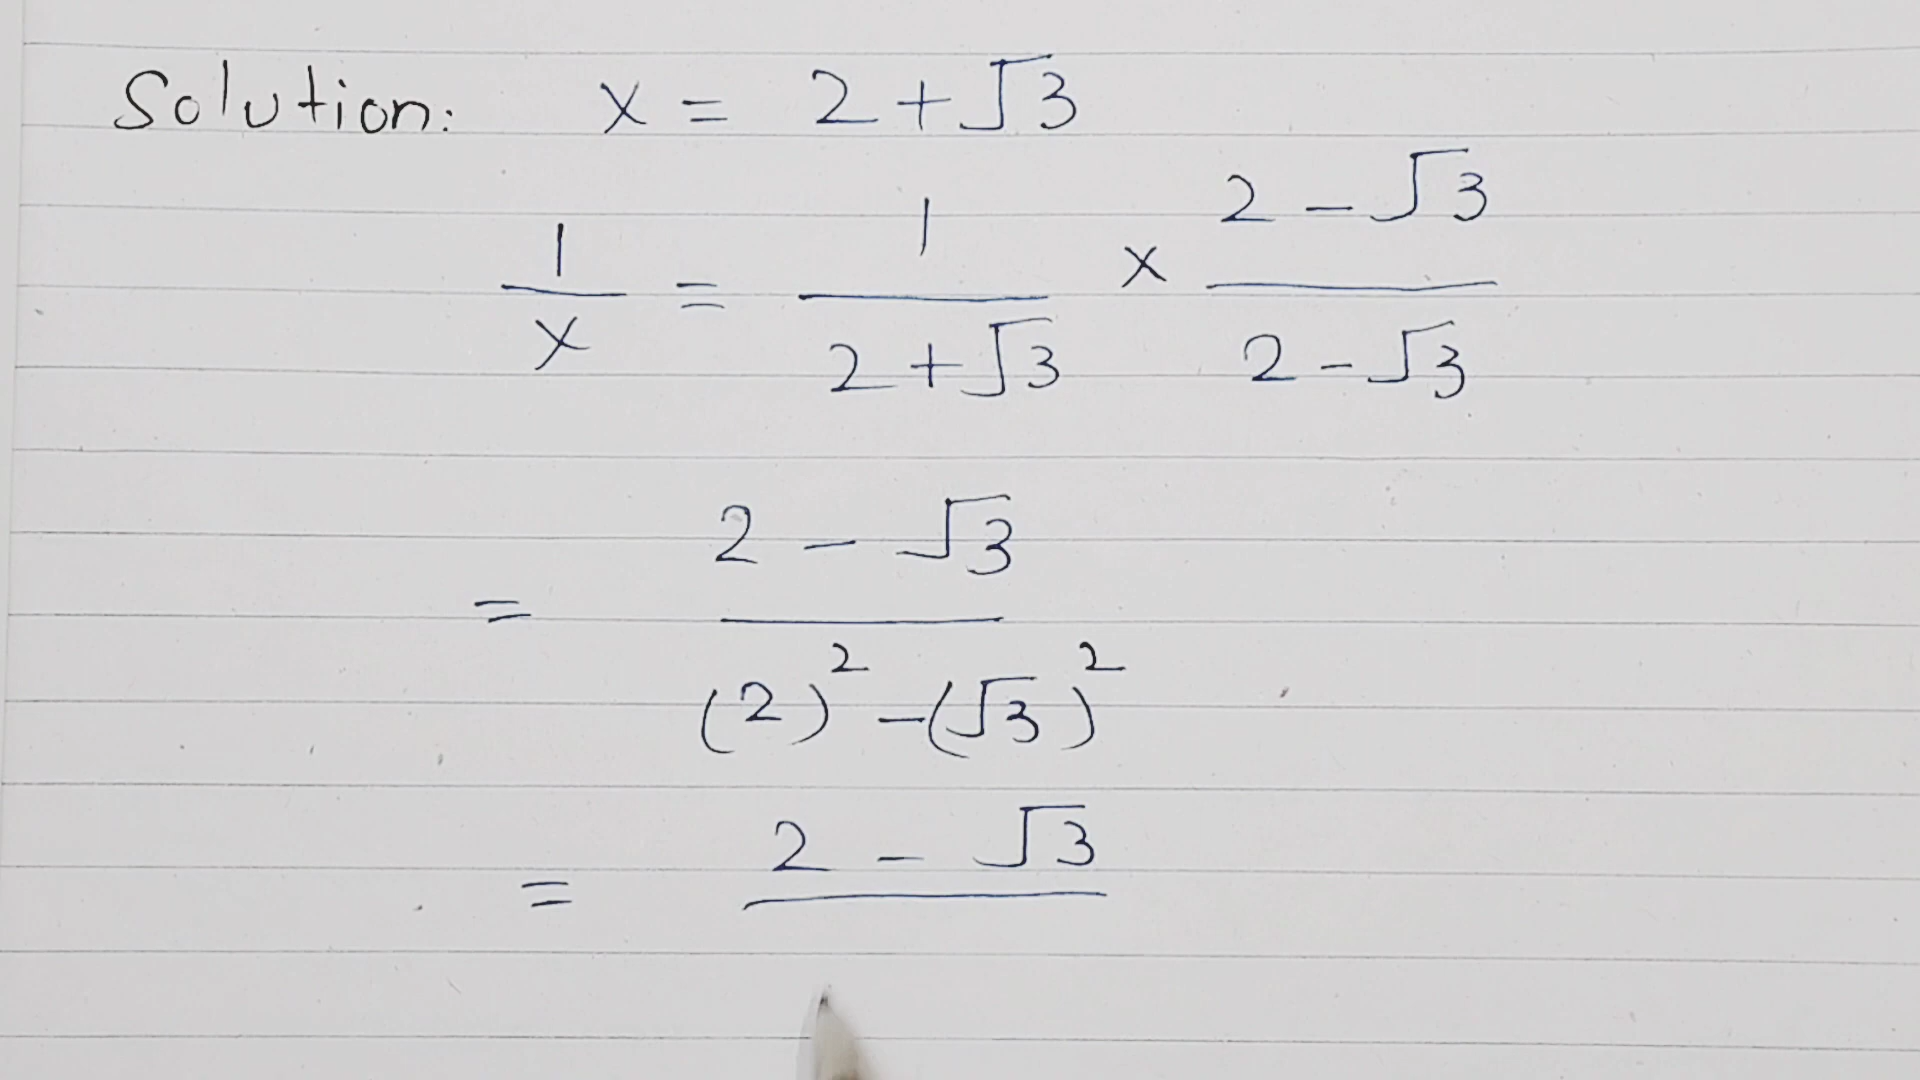 Solution: x = 2 + √3
1/x = 1/(2 + √3) × (2 - √3)/(2 - √3)
= (2 - √3)/((2)² - (√3)²)
= 2 - √3